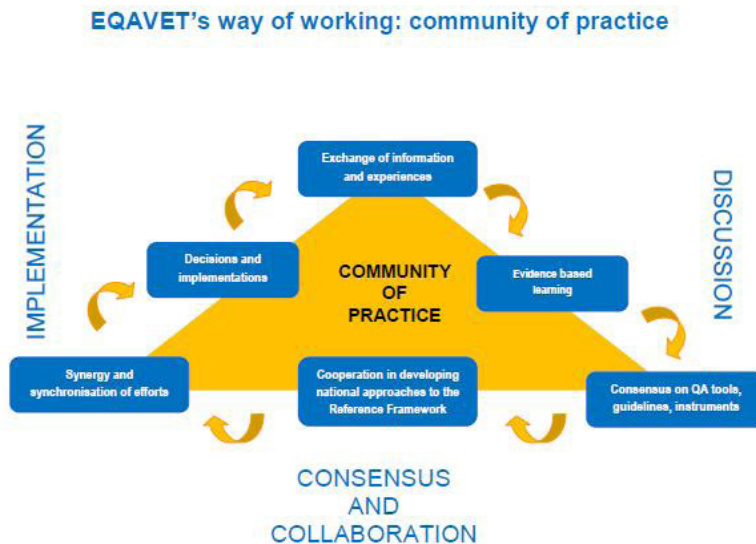 EQAVET's way of working: community of practice
IMPLEMENTATION
DISCUSSION
Exchange of information
and experiences
Decisions and
implementations
COMMUNITY
OF
PRACTICE
Evidence based
learning
Synergy and
synchronisation of efforts
Cooperation in developing
national approaches to the
Reference Framework
Consensus on QA tools,
guidelines, instruments
CONSENSUS
AND
COLLABORATION